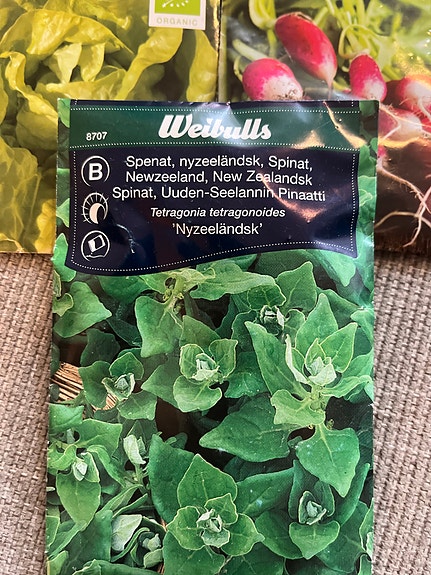 ORGANIC
8707
Weibulls
B
Spenat, nyzeeländsk, Spinat,
Newzeeland, New Zealandsk
Spinat, Uuden-Seelannin Pinaatti
Tetragonia tetragonoides
'Nyzeeländsk'